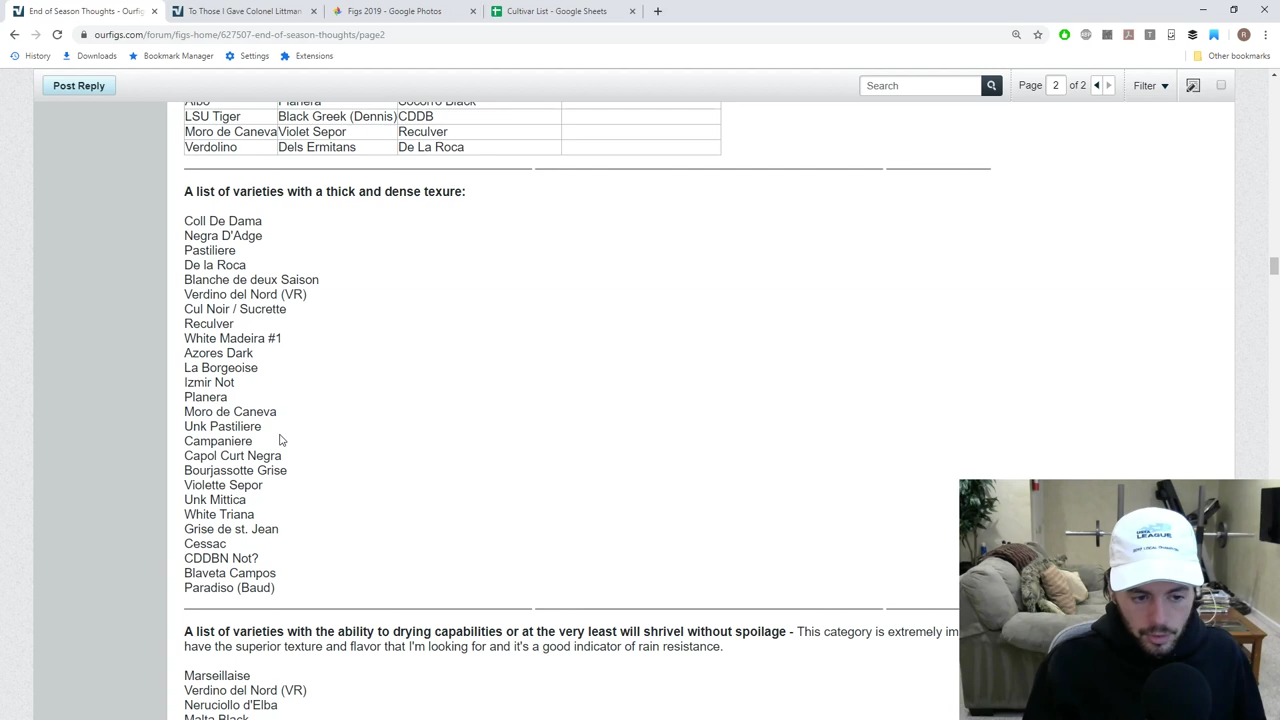 End of Season Thoughts - Ourfi
To Those I Gave Colonel Littman
Figs 2019 - Google Photos
Cultivar List - Google Sheets
ourfigs.com/forum/figs-home/627507-end-of-season-thoughts/page2
History
Downloads
Bookmark Manager
Settings
Extensions
Other bookmarks
Post Reply
Search
Page 2 of 2
Filter
Albo Planera Socorro Black
LSU Tiger Black Greek (Dennis) CDDB
Moro de Caneva Violet Sepor Reculver
Verdolino Dels Ermitans De La Roca
A list of varieties with a thick and dense texure:
Coll De Dama
Negra D'Adge
Pastiliere
De la Roca
Blanche de deux Saison
Verdino del Nord (VR)
Cul Noir / Sucrette
Reculver
White Madeira #1
Azores Dark
La Borgeoise
Izmir Not
Planera
Moro de Caneva
Unk Pastiliere
Campaniere
Capol Curt Negra
Bourjassotte Grise
Violette Sepor
Unk Mittica
White Triana
Grise de st. Jean
Cessac
CDDBN Not?
Blaveta Campos
Paradiso (Baud)
A list of varieties with the ability to drying capabilities or at the very least will shrivel without spoilage - This category is extremely im
have the superior texture and flavor that I'm looking for and it's a good indicator of rain resistance.
Marseillaise
Verdino del Nord (VR)
Neruciollo d'Elba
Malta Black
LEAGUE